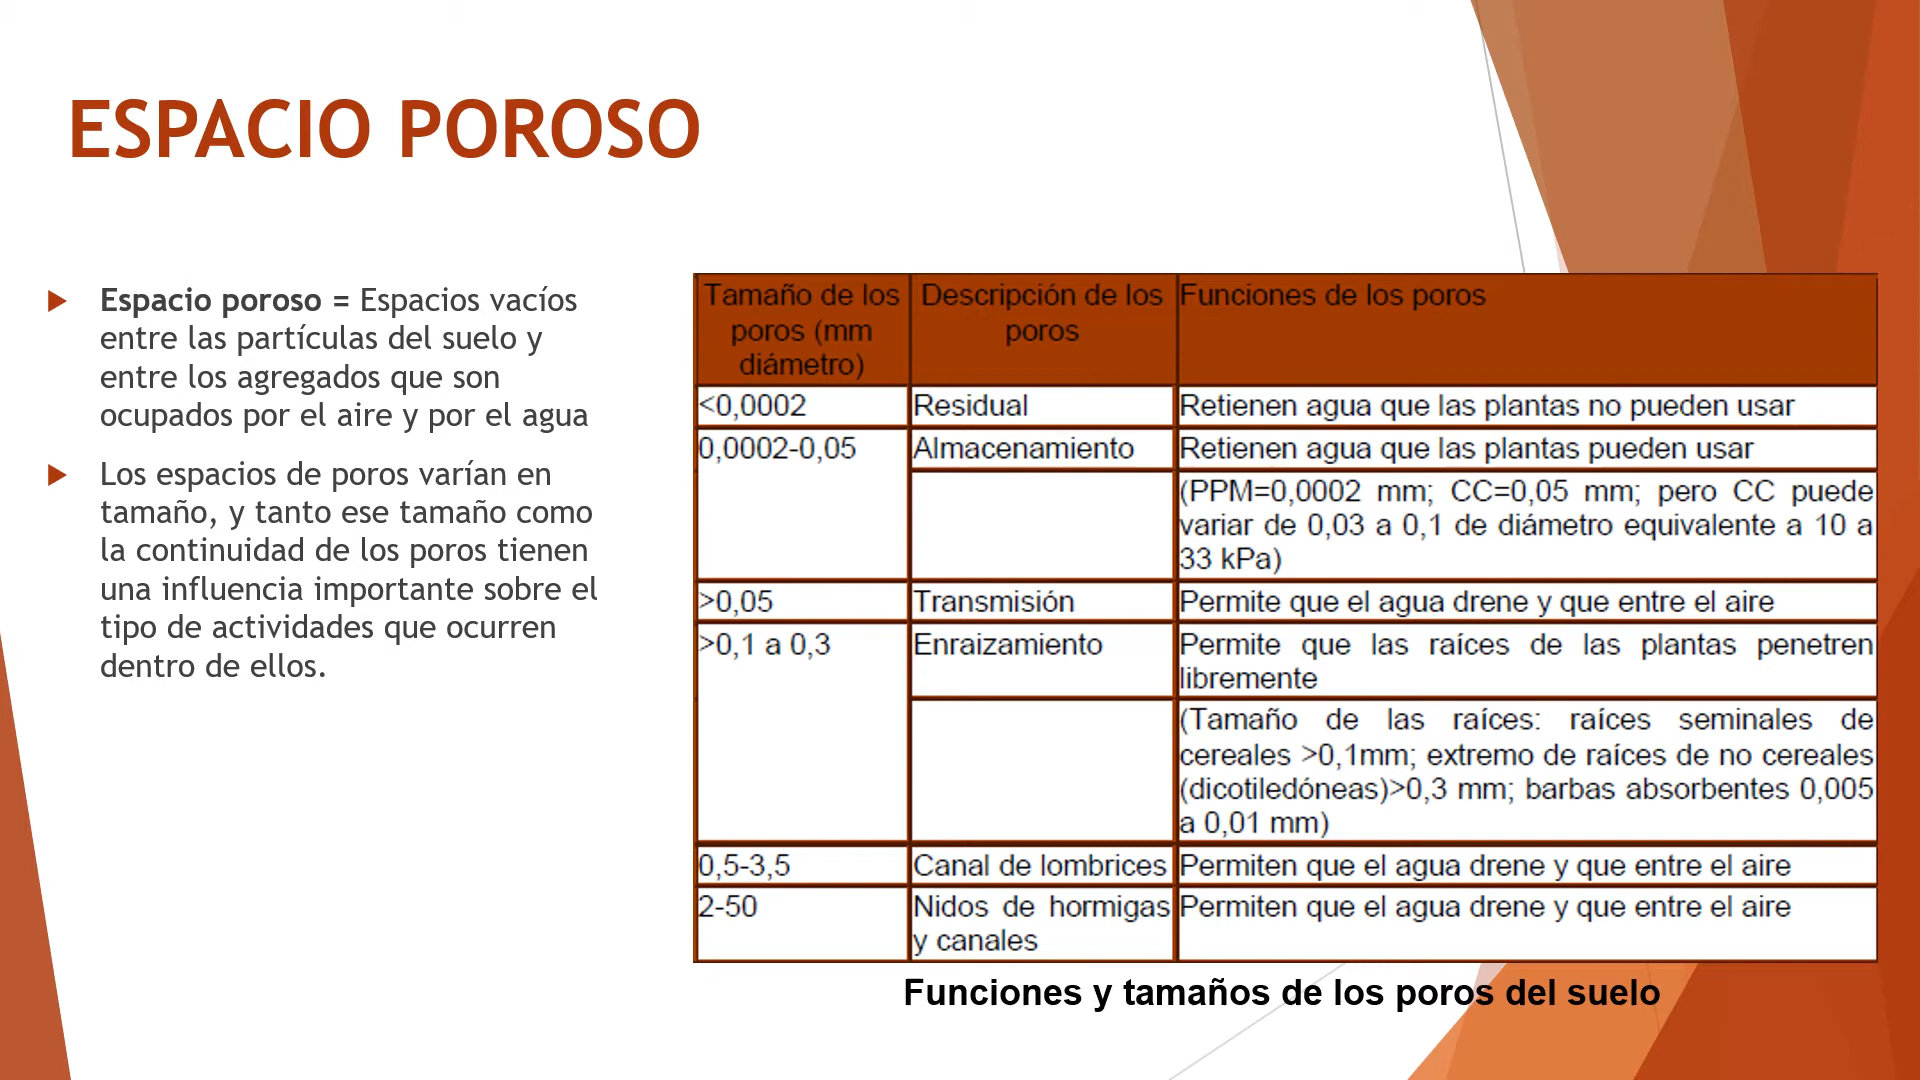 ESPACIO POROSO
Espacio poroso = Espacios vacíos
entre las partículas del suelo y
entre los agregados que son
ocupados por el aire y por el agua
Los espacios de poros varían en
tamaño, y tanto ese tamaño como
la continuidad de los poros tienen
una influencia importante sobre el
tipo de actividades que ocurren
dentro de ellos.
Tamaño de los poros (mm diámetro) Descripción de los poros Funciones de los poros
<0,0002 Residual Retienen agua que las plantas no pueden usar
0,0002-0,05 Almacenamiento Retienen agua que las plantas pueden usar
(PPM=0,0002 mm; CC=0,05 mm; pero CC puede
variar de 0,03 a 0,1 de diámetro equivalente a 10 a
33 kPa)
>0,05 Transmisión Permite que el agua drene y que entre el aire
>0,1 a 0,3 Enraizamiento Permite que las raíces de las plantas penetren
libremente
(Tamaño de las raíces: raíces seminales de
cereales >0,1mm; extremo de raíces de no cereales
(dicotiledóneas)>0,3 mm; barbas absorbentes 0,005
a 0,01 mm)
0,5-3,5 Canal de lombrices Permiten que el agua drene y que entre el aire
2-50 Nidos de hormigas y canales Permiten que el agua drene y que entre el aire
Funciones y tamaños de los poros del suelo